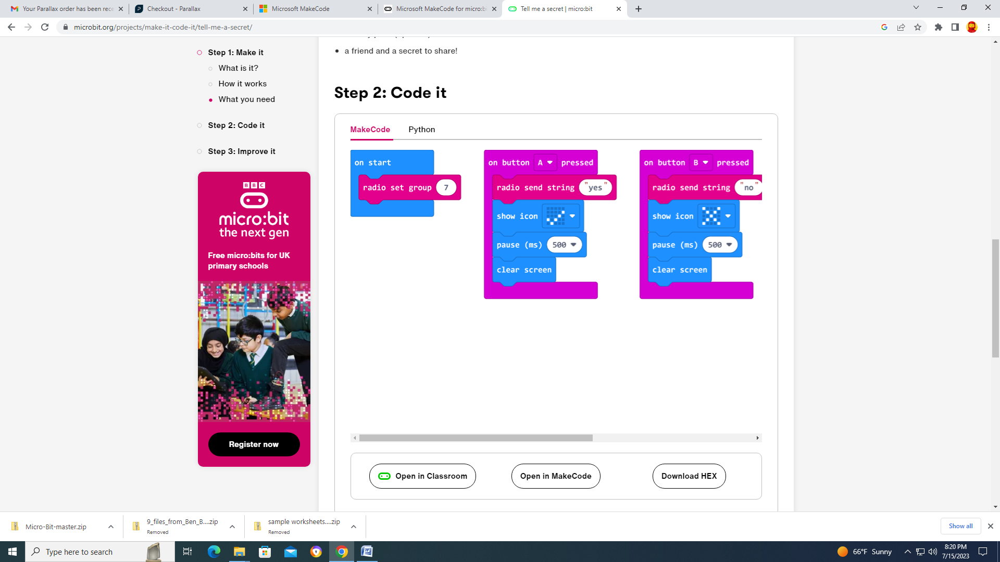 Your Parallax order has been rece
Checkout - Parallax
Microsoft MakeCode
Microsoft MakeCode for micro:b
Tell me a secret | micro:bit
microbit.org/projects/make-it-code-it/tell-me-a-secret/
a friend and a secret to share!
Step 1: Make it
What is it?
How it works
What you need
Step 2: Code it
Step 3: Improve it
BBC
micro:bit
the next gen
Free micro:bits for UK
primary schools
Register now
Step 2: Code it
MakeCode
Python
on start
radio set group 7
on button A pressed
radio send string "yes"
show icon
pause (ms) 500
clear screen
on button B pressed
radio send string "no"
show icon
pause (ms) 500
clear screen
Open in Classroom
Open in MakeCode
Download HEX
Micro-Bit-master.zip
9_files_from_Ben_B....zip
Removed
sample worksheets....zip
Removed
Show all
Type here to search
66°F Sunny
8:20 PM
7/15/2023